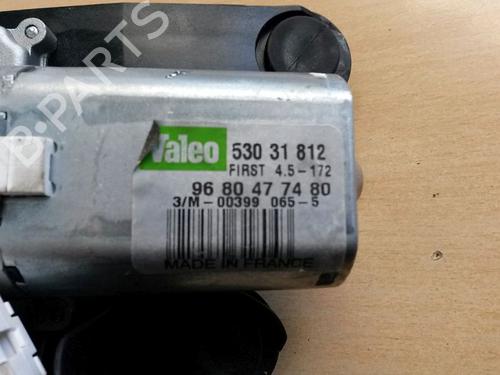 B-PARTS
Valeo 530 31 812
FIRST 4.5-172
96 80 47 74 80
3/M-00399 065-5
MADE IN FRANCE